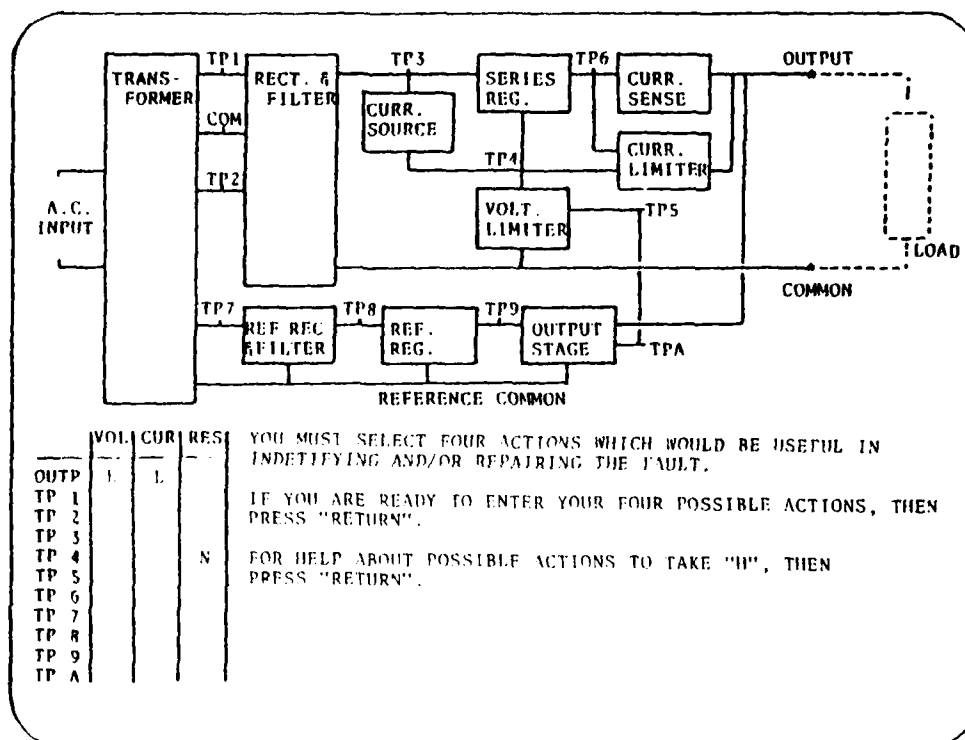 TP1 TP3 TP6 OUTPUT
TRANS-
FORMER
RECT. &
FILTER
SERIES
REG.
CURR.
SENSE
COM
CURR.
SOURCE
TP4
CURR.
LIMITER
TP2
A.C.
INPUT
VOLT.
LIMITER
TP5
LOAD
COMMON
TP7 TP8 TP9
REF REC
&FILTER
REF.
REG.
OUTPUT
STAGE
TPA
REFERENCE COMMON
VOL CUR RES
OUTP L L
TP 1
TP 2
TP 3
TP 4 N
TP 5
TP 6
TP 7
TP 8
TP 9
TP A
YOU MUST SELECT FOUR ACTIONS WHICH WOULD BE USEFUL IN
INDETIFYING AND/OR REPAIRING THE FAULT.
IF YOU ARE READY TO ENTER YOUR FOUR POSSIBLE ACTIONS, THEN
PRESS "RETURN".
FOR HELP ABOUT POSSIBLE ACTIONS TO TAKE "H", THEN
PRESS "RETURN".